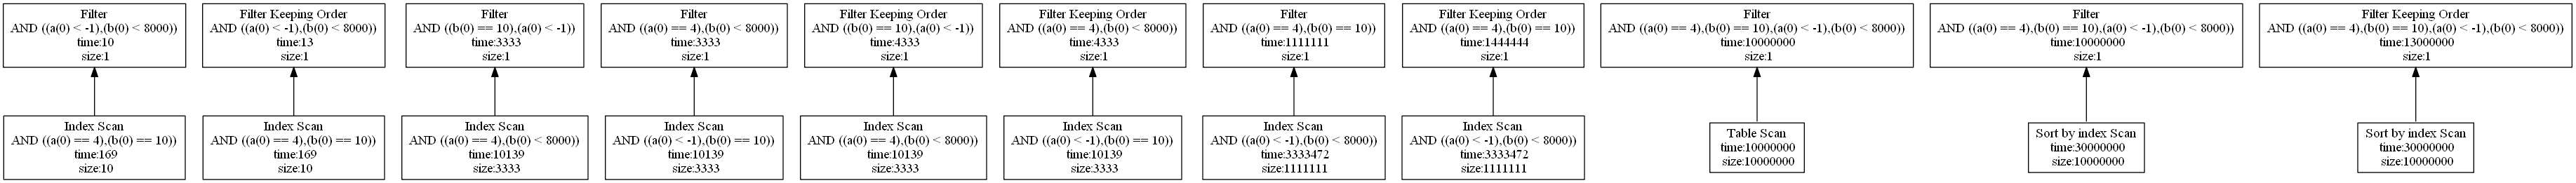 Filter
AND ((a(0) < -1),(b(0) < 8000))
time:10
size:1
Filter Keeping Order
AND ((a(0) < -1),(b(0) < 8000))
time:13
size:1
Filter
AND ((b(0) == 10),(a(0) < -1))
time:3333
size:1
Filter
AND ((a(0) == 4),(b(0) < 8000))
time:3333
size:1
Filter Keeping Order
AND ((b(0) == 10),(a(0) < -1))
time:4333
size:1
Filter Keeping Order
AND ((a(0) == 4),(b(0) < 8000))
time:4333
size:1
Filter
AND ((a(0) == 4),(b(0) == 10))
time:1111111
size:1
Filter Keeping Order
AND ((a(0) == 4),(b(0) == 10))
time:1444444
size:1
Filter
AND ((a(0) == 4),(b(0) == 10),(a(0) < -1),(b(0) < 8000))
time:10000000
size:1
Filter
AND ((a(0) == 4),(b(0) == 10),(a(0) < -1),(b(0) < 8000))
time:10000000
size:1
Filter Keeping Order
AND ((a(0) == 4),(b(0) == 10),(a(0) < -1),(b(0) < 8000))
time:13000000
size:1
Index Scan
AND ((a(0) == 4),(b(0) == 10))
time:169
size:10
Index Scan
AND ((a(0) == 4),(b(0) == 10))
time:169
size:10
Index Scan
AND ((a(0) == 4),(b(0) < 8000))
time:10139
size:3333
Index Scan
AND ((a(0) < -1),(b(0) == 10))
time:10139
size:3333
Index Scan
AND ((a(0) == 4),(b(0) < 8000))
time:10139
size:3333
Index Scan
AND ((a(0) < -1),(b(0) == 10))
time:10139
size:3333
Index Scan
AND ((a(0) < -1),(b(0) < 8000))
time:3333472
size:1111111
Index Scan
AND ((a(0) < -1),(b(0) < 8000))
time:3333472
size:1111111
Table Scan
time:10000000
size:10000000
Sort by index Scan
time:30000000
size:10000000
Sort by index Scan
time:30000000
size:10000000